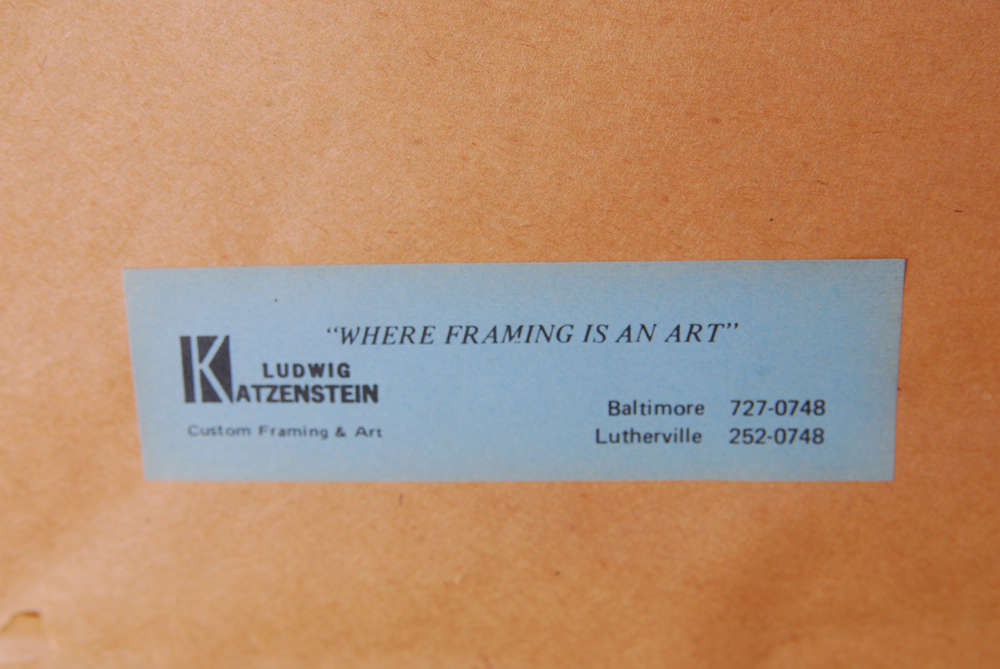 “WHERE FRAMING IS AN ART”
LUDWIG
KATZENSTEIN
Custom Framing & Art
Baltimore 727-0748
Lutherville 252-0748